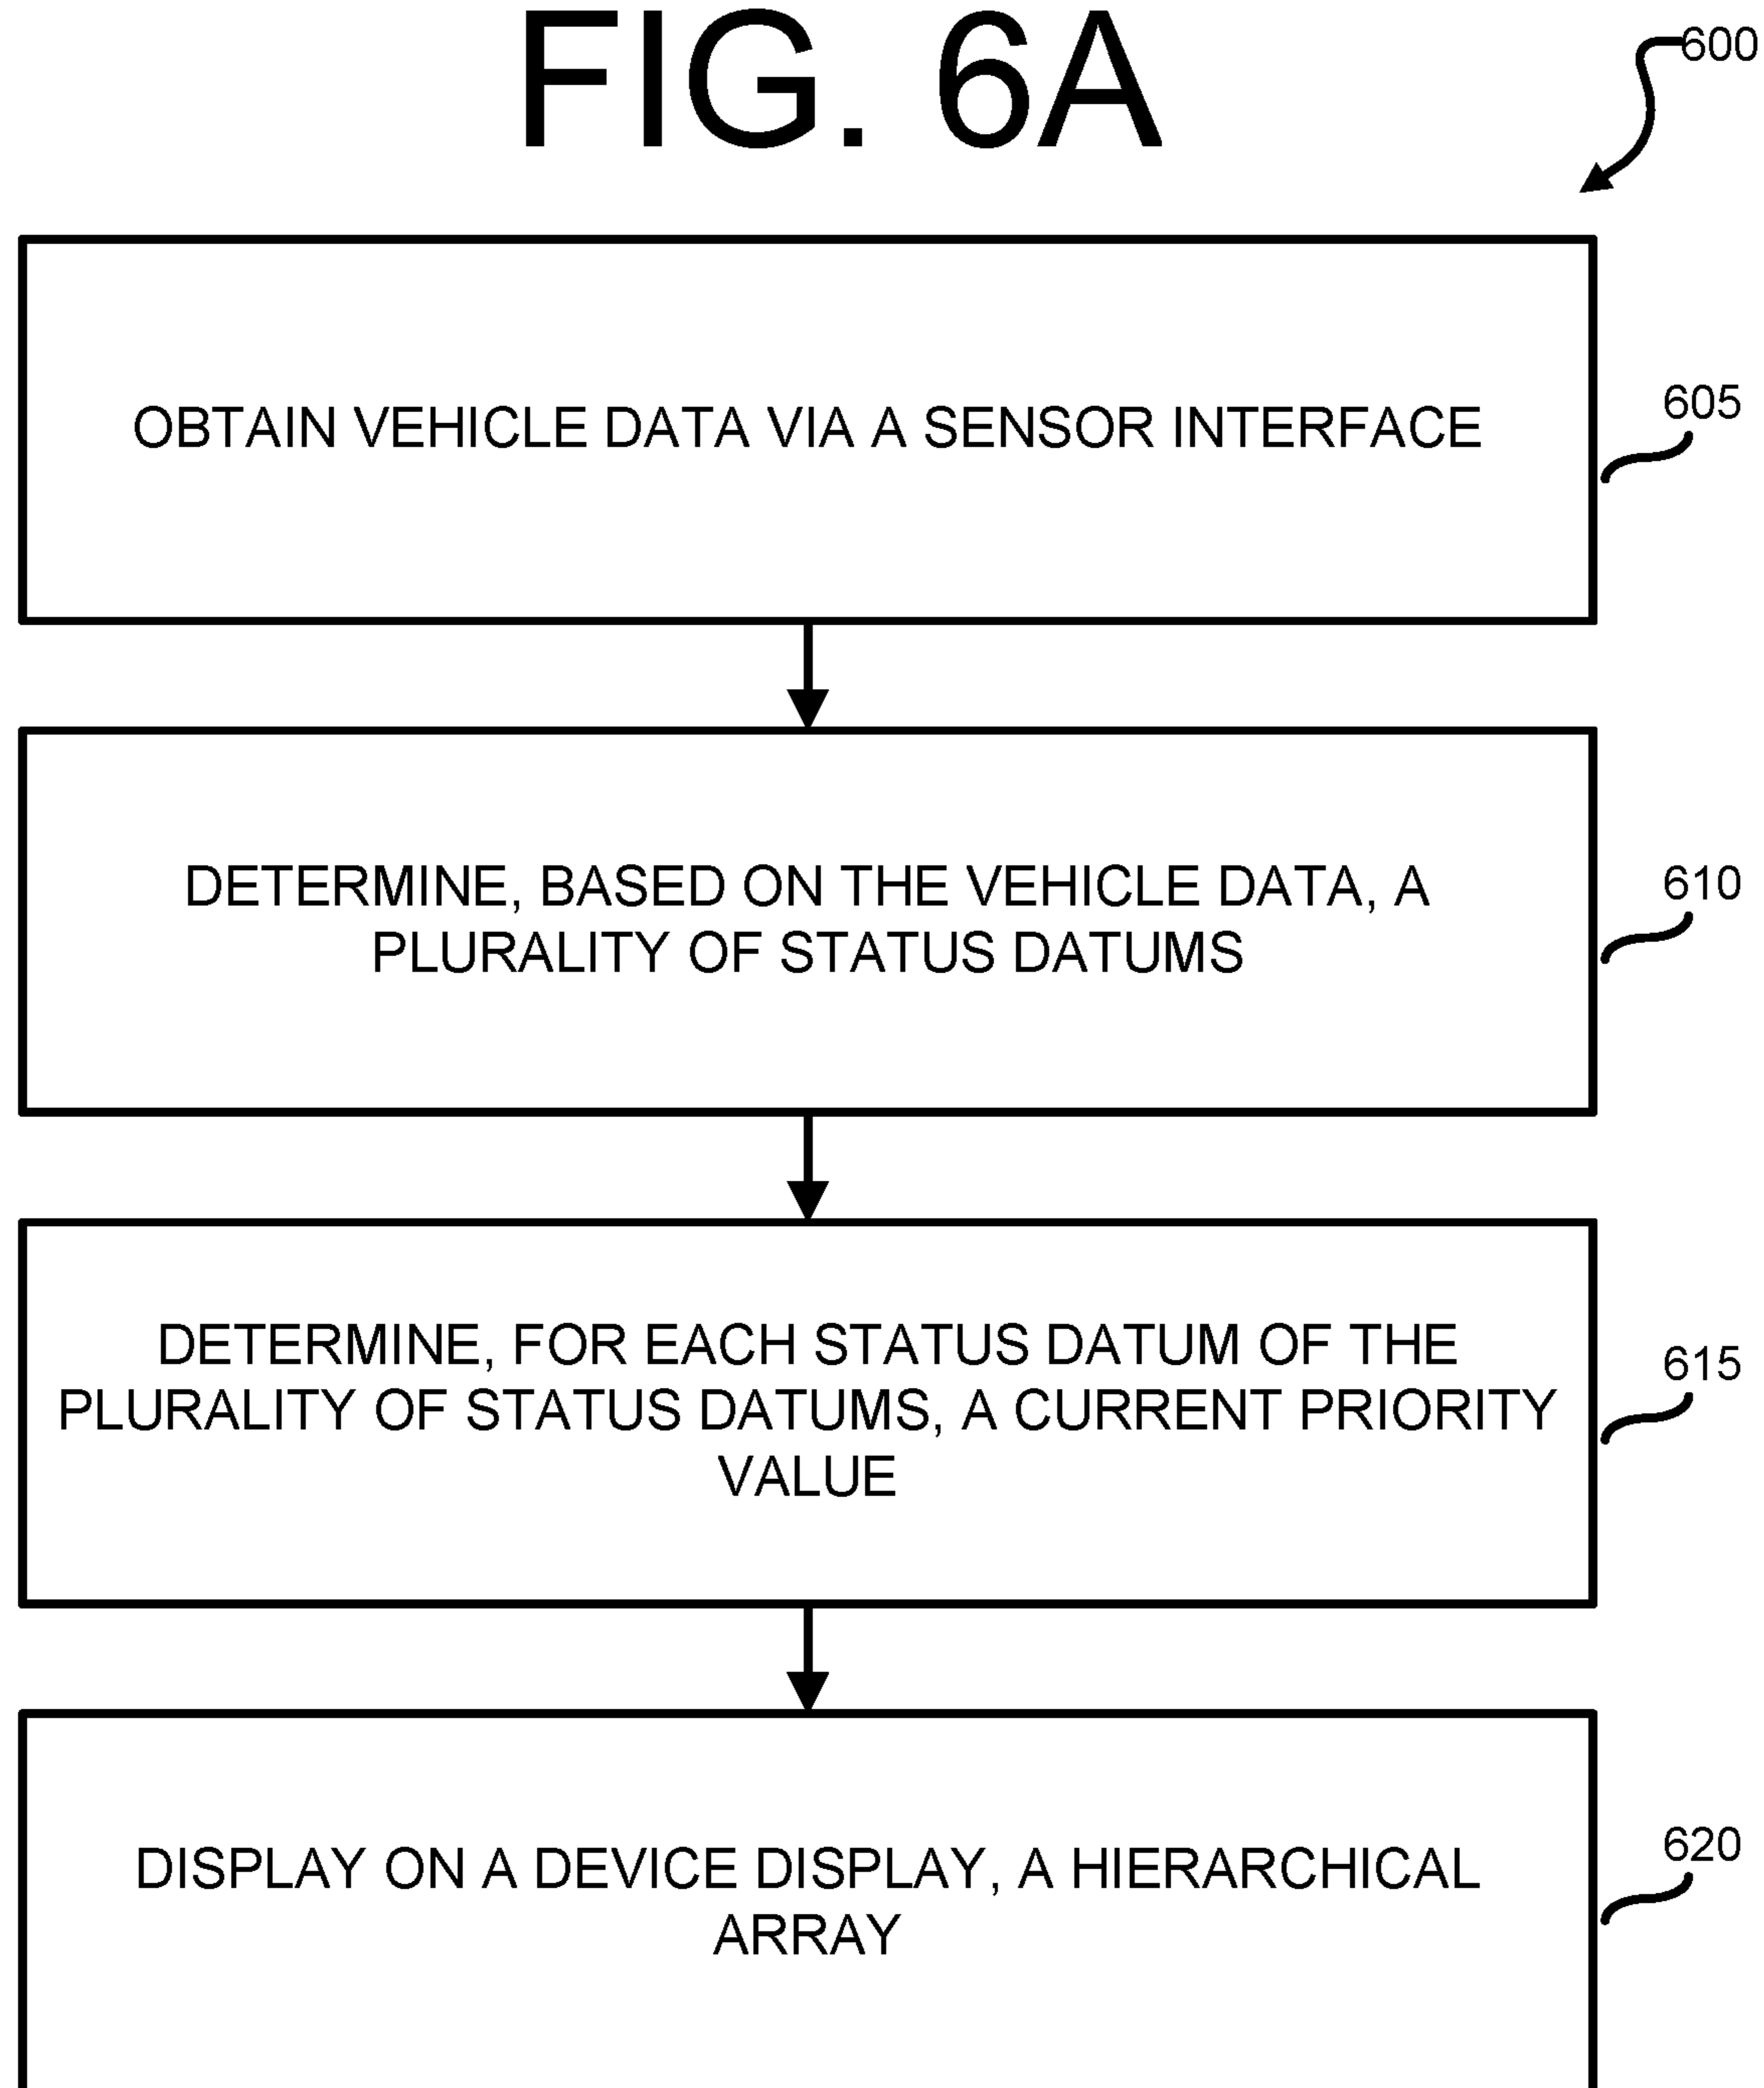 FIG. 6A
600
OBTAIN VEHICLE DATA VIA A SENSOR INTERFACE
605
DETERMINE, BASED ON THE VEHICLE DATA, A
PLURALITY OF STATUS DATUMS
610
DETERMINE, FOR EACH STATUS DATUM OF THE
PLURALITY OF STATUS DATUMS, A CURRENT PRIORITY
VALUE
615
DISPLAY ON A DEVICE DISPLAY, A HIERARCHICAL
ARRAY
620